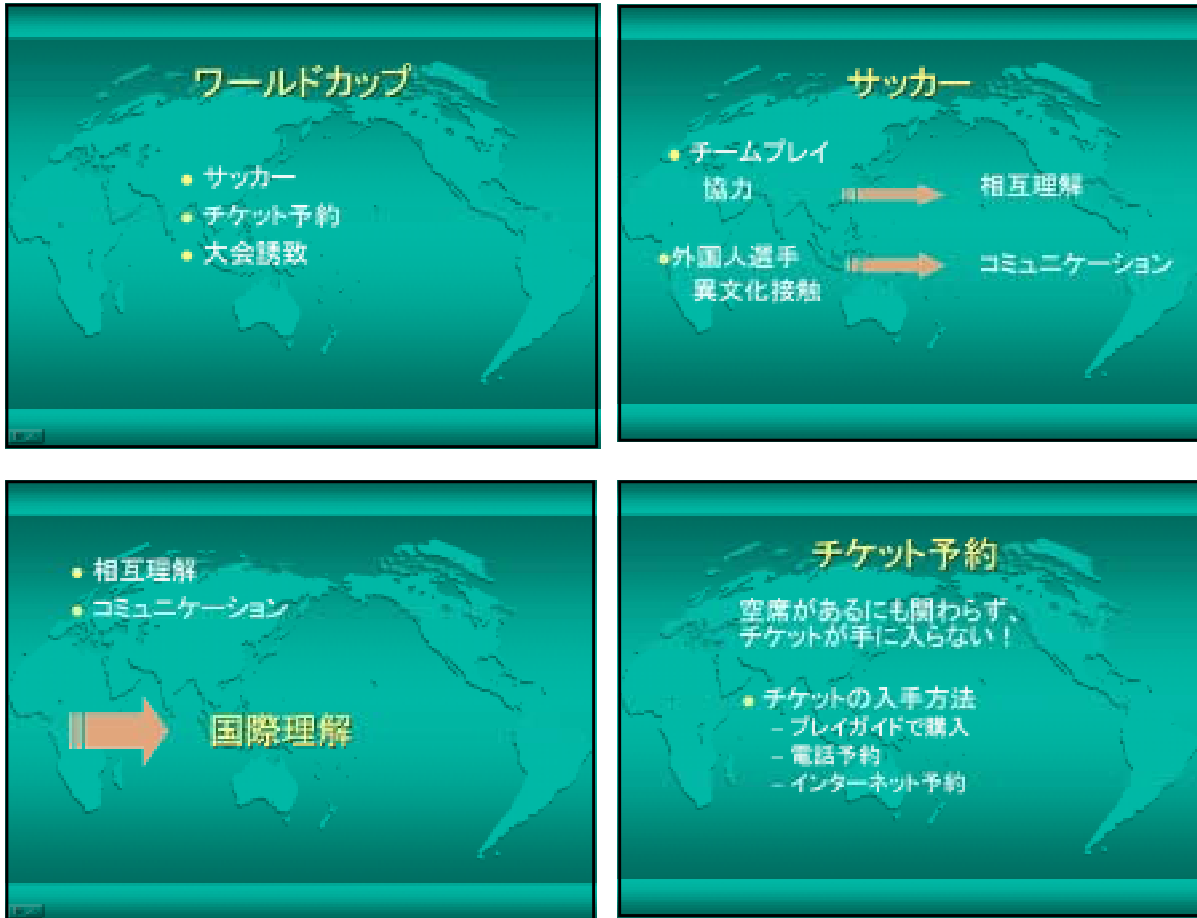 ワールドカップ
• サッカー
• チケット予約
• 大会誘致
サッカー
• チームプレイ
協力
相互理解
•外国人選手
異文化接触
コミュニケーション
• 相互理解
• コミュニケーション
国際理解
チケット予約
空席があるにも関わらず、
チケットが手に入らない！
• チケットの入手方法
– プレイガイドで購入
– 電話予約
– インターネット予約